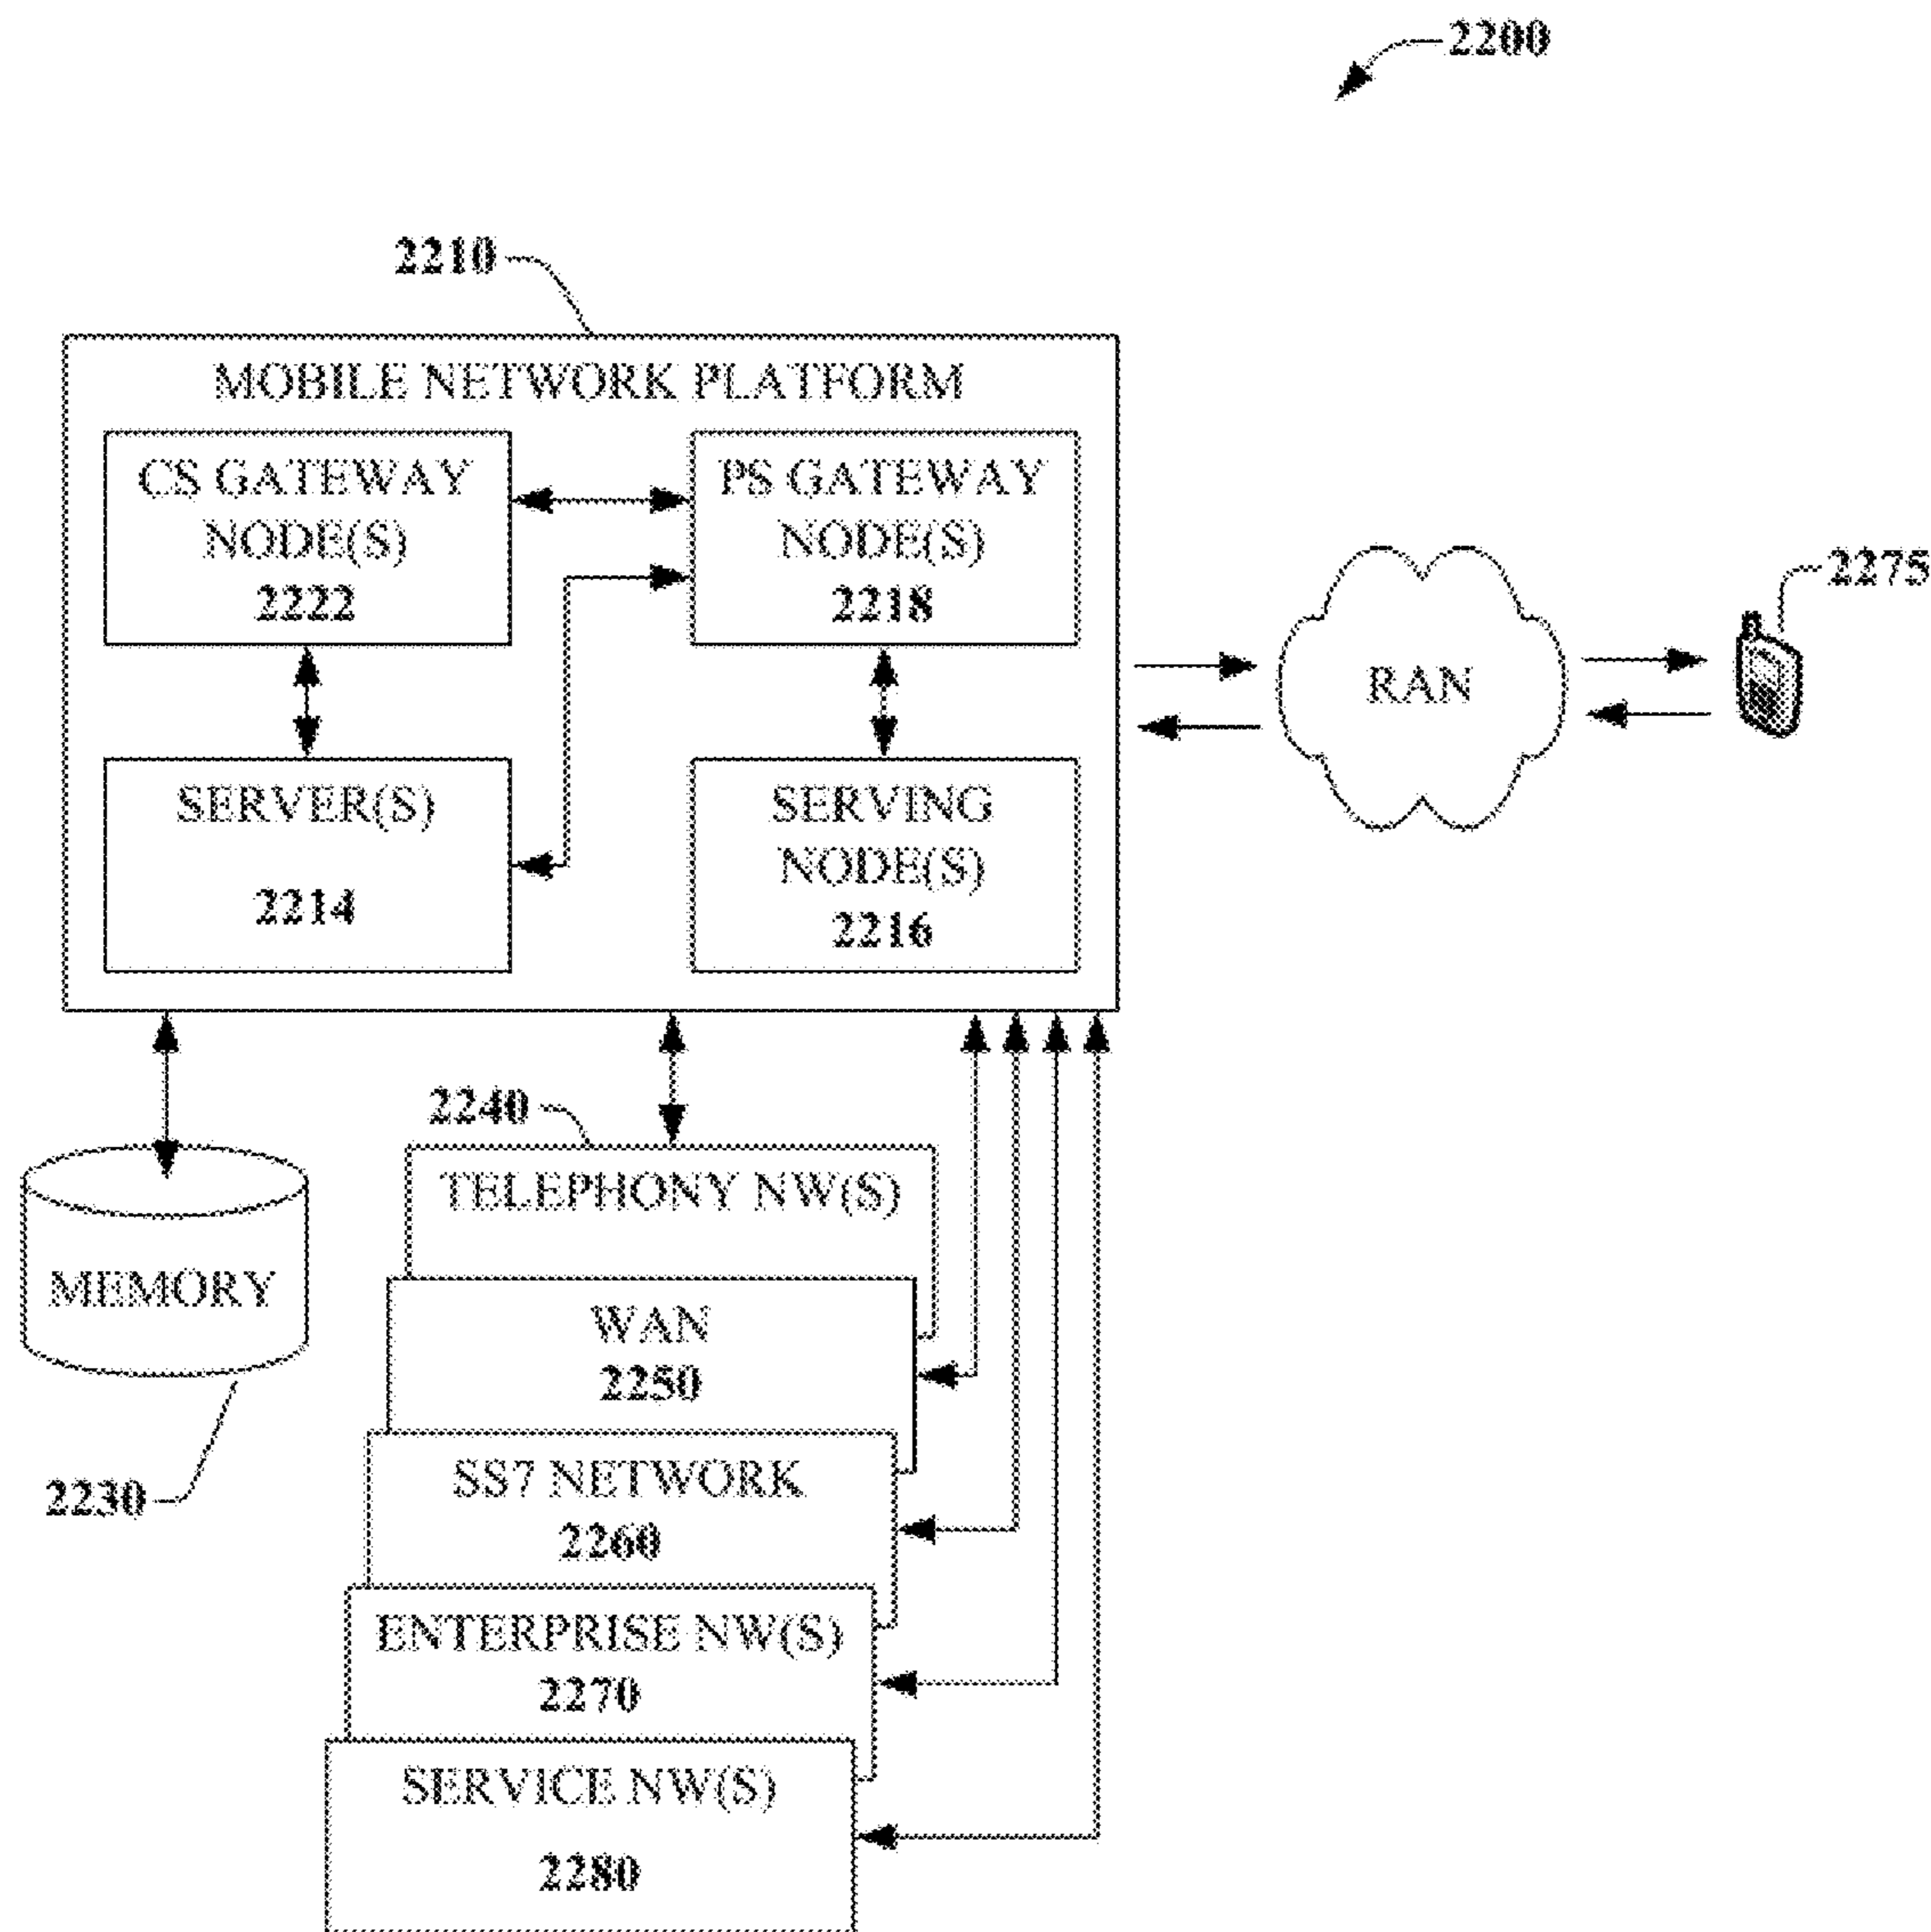 2200
2210
MOBILE NETWORK PLATFORM
CS GATEWAY
NODE(S)
2222
PS GATEWAY
NODE(S)
2218
2275
RAN
SERVER(S)
2214
SERVING
NODE(S)
2216
2240
TELEPHONY NW(S)
MEMORY
WAN
2250
2230
SS7 NETWORK
2260
ENTERPRISE NW(S)
2270
SERVICE NW(S)
2280